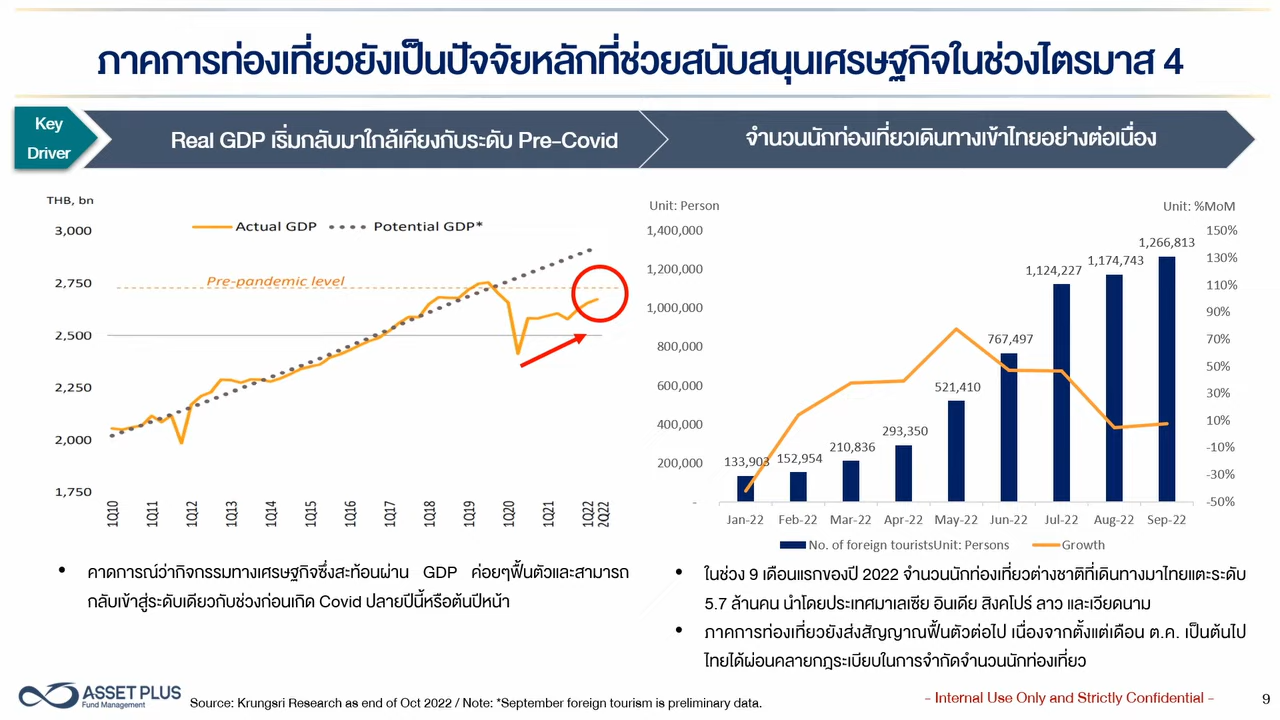 ภาคการท่องเที่ยวยังเป็นปัจจัยหลักที่ช่วยสนับสนุนเศรษฐกิจในช่วงไตรมาส 4
Key
Driver
Real GDP เริ่มกลับมาใกล้เคียงกับระดับ Pre-Covid
จำนวนนักท่องเที่ยวเดินทางเข้าไทยอย่างต่อเนื่อง
THB, bn
Actual GDP
Potential GDP*
3,000
Pre-pandemic level
2,750
2,500
2,250
2,000
1,750
1Q10
1Q11
1Q12
1Q13
1Q14
1Q15
1Q16
1Q17
1Q18
1Q19
1Q20
1Q21
1Q22
2Q22
Unit: Person
Unit: %MoM
1,400,000
1,200,000
1,000,000
800,000
600,000
400,000
200,000
-
150%
130%
110%
90%
70%
50%
30%
10%
-10%
-30%
-50%
133,903
152,954
210,836
293,350
521,410
767,497
1,124,227
1,174,743
1,266,813
Jan-22
Feb-22
Mar-22
Apr-22
May-22
Jun-22
Jul-22
Aug-22
Sep-22
No. of foreign touristsUnit: Persons
Growth
• คาดการณ์ว่ากิจกรรมทางเศรษฐกิจซึ่งสะท้อนผ่าน GDP ค่อยๆฟื้นตัวและสามารถ
กลับเข้าสู่ระดับเดียวกับช่วงก่อนเกิด Covid ปลายปีนี้หรือต้นปีหน้า
• ในช่วง 9 เดือนแรกของปี 2022 จำนวนนักท่องเที่ยวต่างชาติที่เดินทางมาไทยแตะระดับ
5.7 ล้านคน นำโดยประเทศมาเลเซีย อินเดีย สิงคโปร์ ลาว และเวียดนาม
• ภาคการท่องเที่ยวยังส่งสัญญาณฟื้นตัวต่อไป เนื่องจากตั้งแต่เดือน ต.ค. เป็นต้นไป
ไทยได้ผ่อนคลายกฎระเบียบในการจำกัดจำนวนนักท่องเที่ยว
ASSET PLUS
Fund Management
Source: Krungsri Research as end of Oct 2022 / Note: *September foreign tourism is preliminary data.
- Internal Use Only and Strictly Confidential -
9